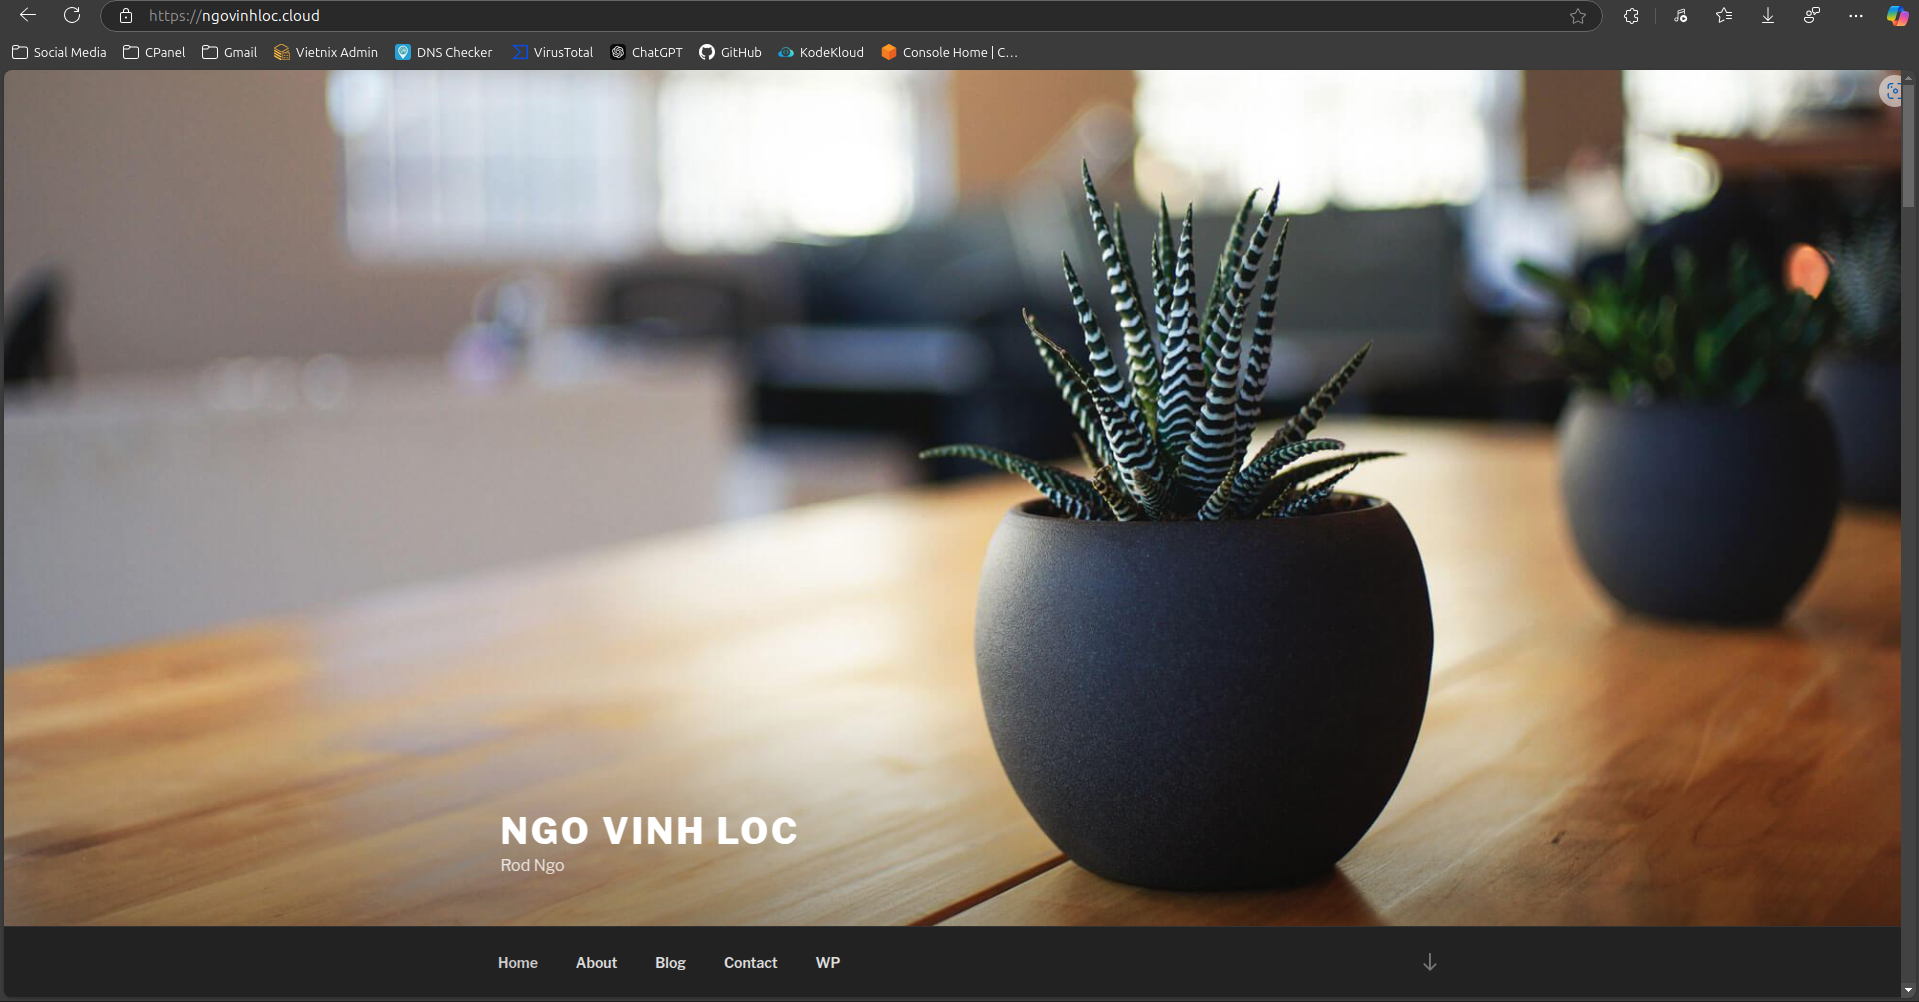 https://ngovinhloc.cloud
Social Media CPanel Gmail Vietnix Admin DNS Checker VirusTotal ChatGPT GitHub KodeKloud Console Home | C...
NGO VINH LOC
Rod Ngo
Home About Blog Contact WP